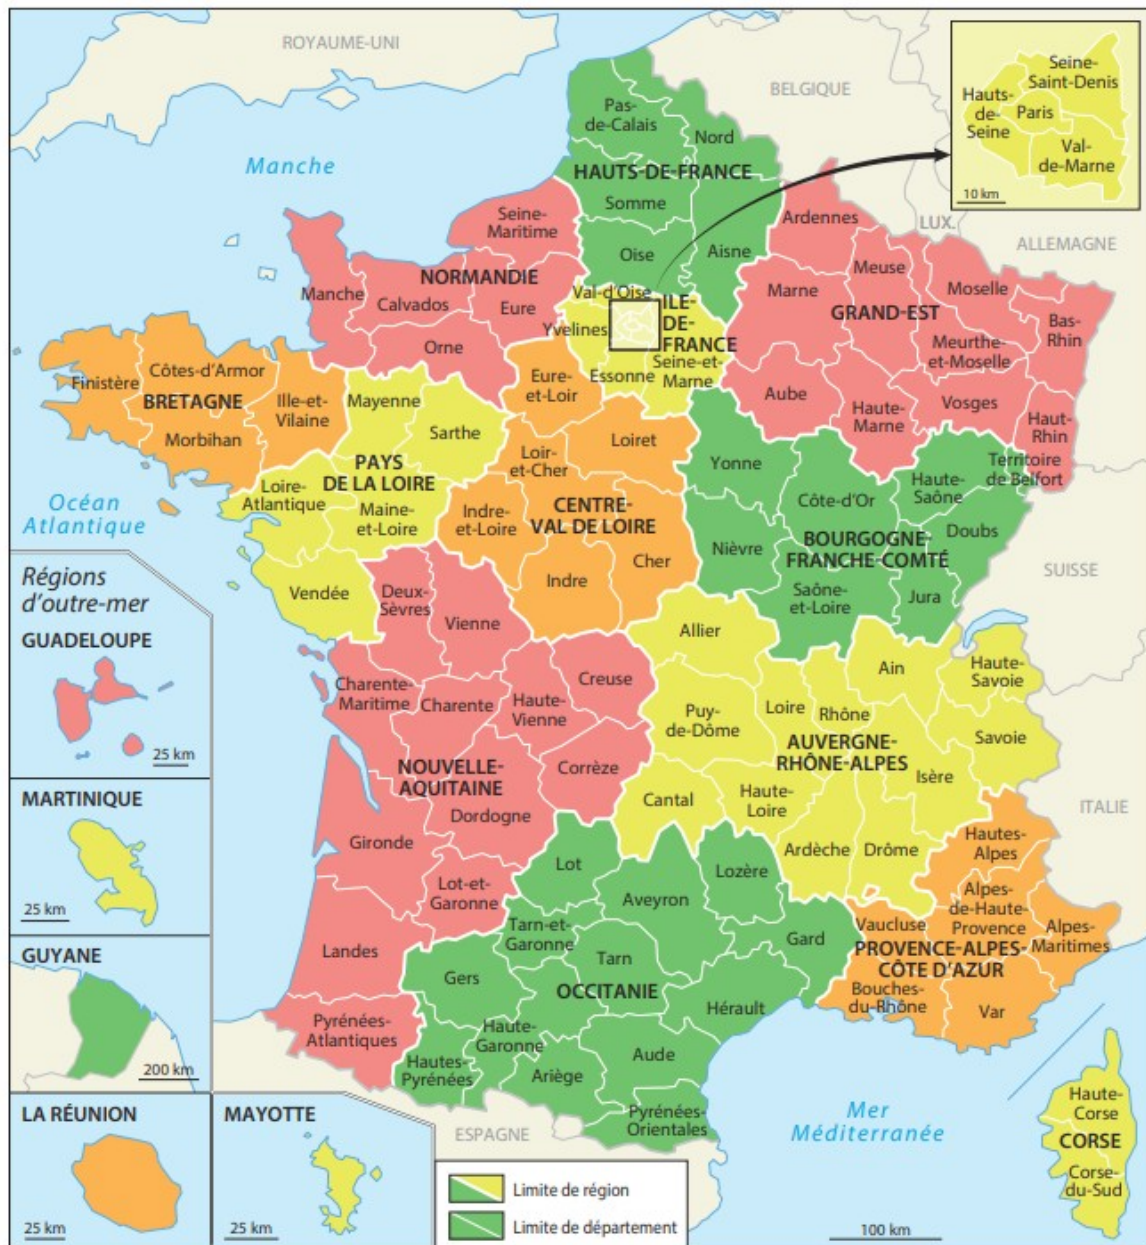 ROYAUME-UNI
BELGIQUE
LUX.
ALLEMAGNE
SUISSE
ITALIE
ESPAGNE
Manche
Océan
Atlantique
Mer
Méditerranée
Seine-
Saint-Denis
Hauts-
de-
Seine
Paris
Val-
de-Marne
10 km
Pas-
de-Calais
Nord
HAUTS-DE-FRANCE
Somme
Oise
Aisne
Seine-
Maritime
NORMANDIE
Manche
Calvados
Eure
Orne
Val-d'Oise
ILE-
DE-
FRANCE
Yvelines
Essonne
Seine-et-
Marne
Ardennes
Meuse
Moselle
Marne
GRAND-EST
Bas-
Rhin
Meurthe-
et-Moselle
Aube
Haute-
Marne
Vosges
Haut-
Rhin
Finistère
Côtes-d'Armor
BRETAGNE
Ille-et-
Vilaine
Morbihan
Mayenne
Sarthe
PAYS
DE LA LOIRE
Loire-
Atlantique
Maine-
et-Loire
Vendée
Eure-
et-Loir
Loiret
Loir-
et-Cher
CENTRE-
VAL DE LOIRE
Indre-
et-Loire
Cher
Indre
Yonne
Côte-d'Or
Haute-
Saône
Territoire
de Belfort
Doubs
BOURGOGNE-
FRANCHE-COMTÉ
Nièvre
Saône-
et-Loire
Jura
Deux-
Sèvres
Vienne
Charente-
Maritime
Charente
Haute-
Vienne
Creuse
NOUVELLE-
AQUITAINE
Corrèze
Dordogne
Gironde
Lot-et-
Garonne
Landes
Pyrénées-
Atlantiques
Allier
Ain
Haute-
Savoie
Puy-
de-Dôme
Loire
Rhône
Savoie
AUVERGNE-
RHÔNE-ALPES
Isère
Cantal
Haute-
Loire
Ardèche
Drôme
Lot
Aveyron
Lozère
Tarn-et-
Garonne
Gard
Tarn
Gers
OCCITANIE
Hérault
Haute-
Garonne
Hautes-
Pyrénées
Ariège
Aude
Pyrénées-
Orientales
Hautes-
Alpes
Alpes-
de-Haute-
Provence
Vaucluse
Alpes-
Maritimes
PROVENCE-ALPES-
CÔTE D'AZUR
Bouches-
du-Rhône
Var
Haute-
Corse
CORSE
Corse-
du-Sud
Régions
d'outre-mer
GUADELOUPE
25 km
MARTINIQUE
25 km
GUYANE
200 km
LA RÉUNION
25 km
MAYOTTE
25 km
Limite de région
Limite de département
100 km